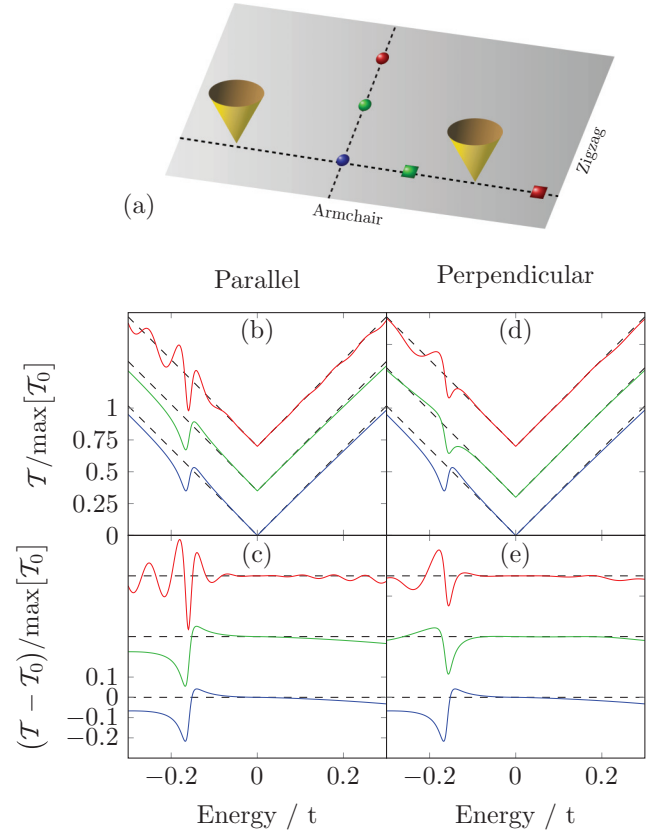 Zigzag
Armchair
(a)
Parallel
Perpendicular
(b)
(d)
1
0.75
0.5
0.25
0
𝒯/max[𝒯₀]
(c)
(e)
0.1
0
−0.1
−0.2
(𝒯 − 𝒯₀)/max[𝒯₀]
−0.2 0 0.2
−0.2 0 0.2
Energy / t
Energy / t